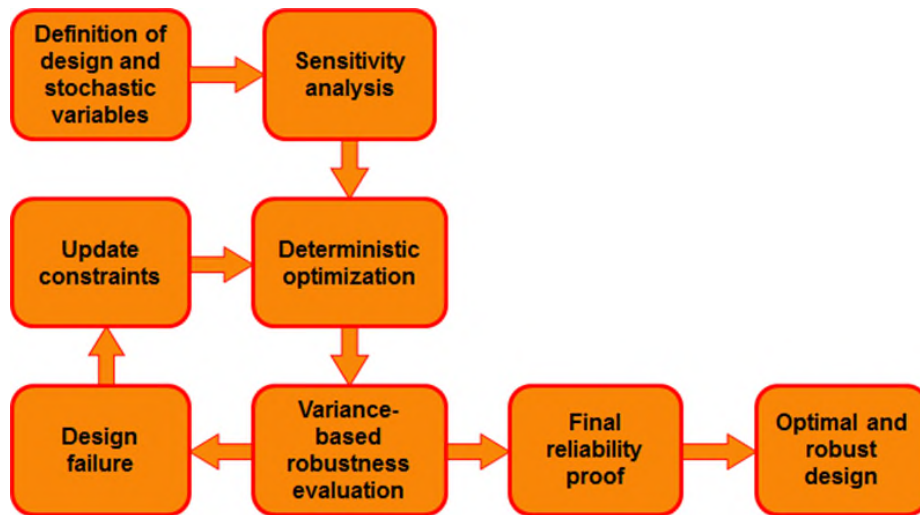 Definition of
design and
stochastic
variables
Sensitivity
analysis
Update
constraints
Deterministic
optimization
Design
failure
Variance-
based
robustness
evaluation
Final
reliability
proof
Optimal and
robust
design